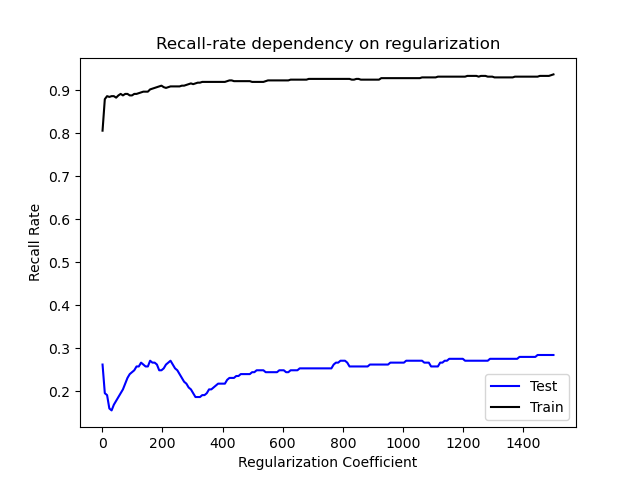 Recall-rate dependency on regularization
Recall Rate
0.9
0.8
0.7
0.6
0.5
0.4
0.3
0.2
0 200 400 600 800 1000 1200 1400
Regularization Coefficient
Test
Train